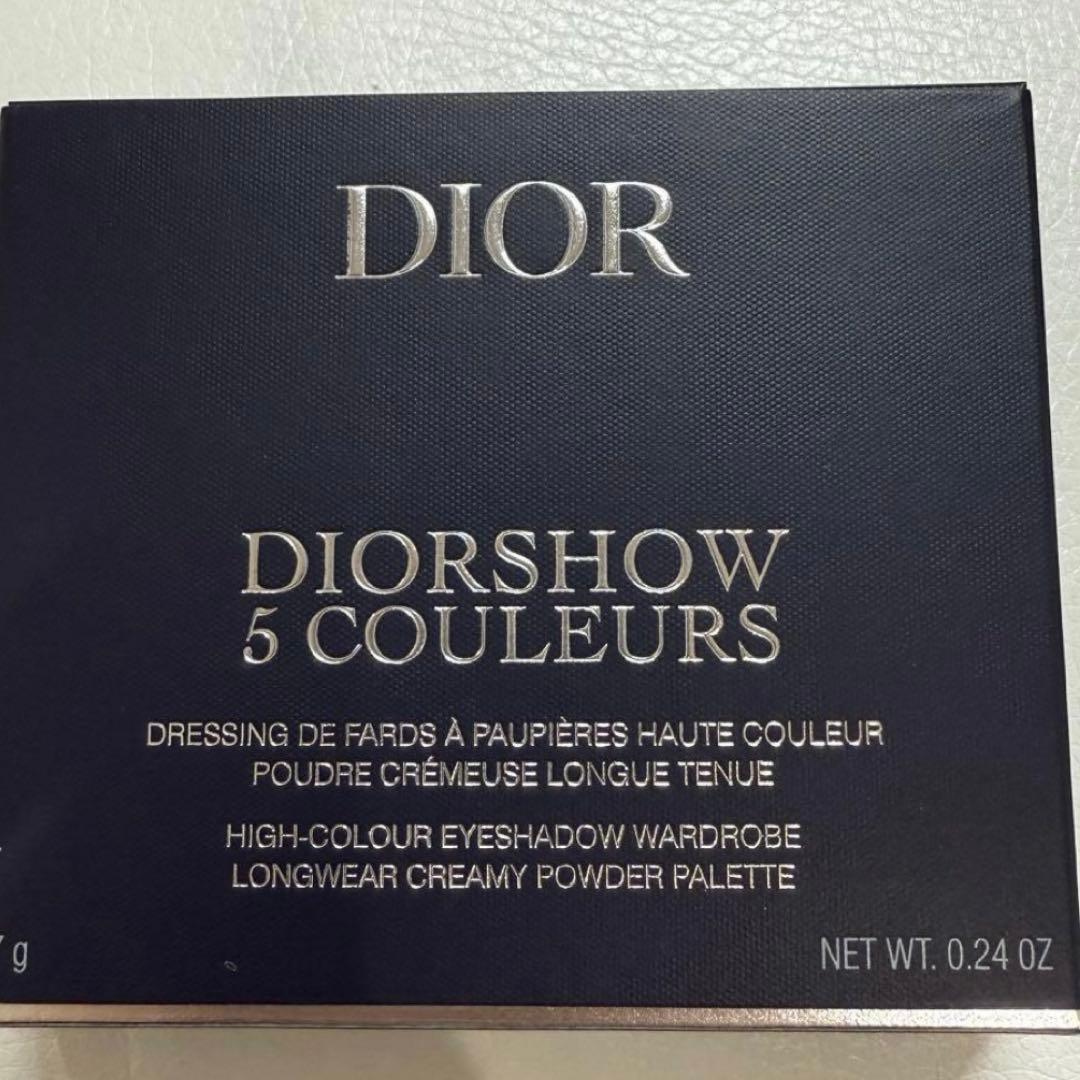 DIOR
DIORSHOW
5 COULEURS
DRESSING DE FARDS À PAUPIÈRES HAUTE COULEUR
POUDRE CRÉMEUSE LONGUE TENUE
HIGH-COLOUR EYESHADOW WARDROBE
LONGWEAR CREAMY POWDER PALETTE
g
NET WT. 0.24 OZ